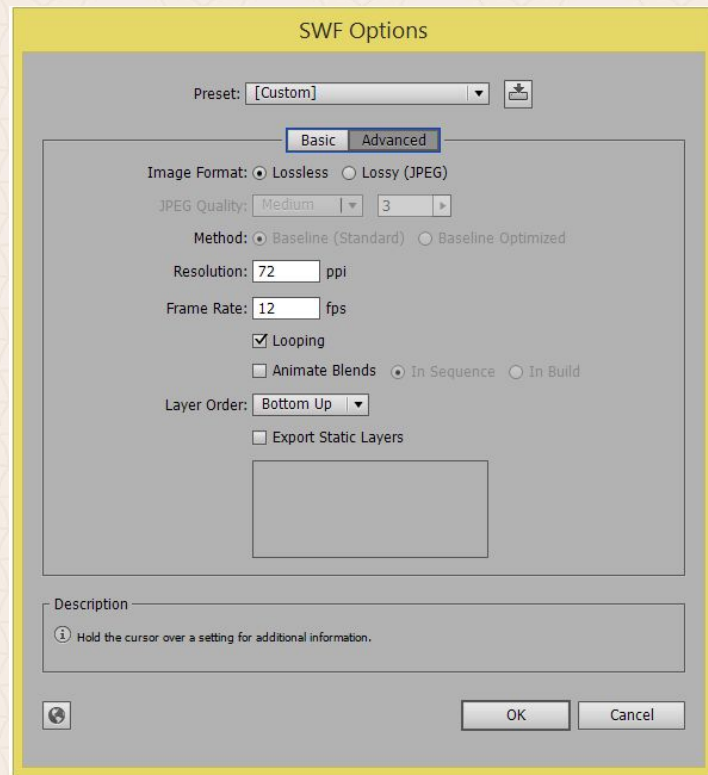 SWF Options
Preset: [Custom]
Basic Advanced
Image Format: Lossless Lossy (JPEG)
JPEG Quality: Medium 3
Method: Baseline (Standard) Baseline Optimized
Resolution: 72 ppi
Frame Rate: 12 fps
Looping
Animate Blends In Sequence In Build
Layer Order: Bottom Up
Export Static Layers
Description
Hold the cursor over a setting for additional information.
OK Cancel